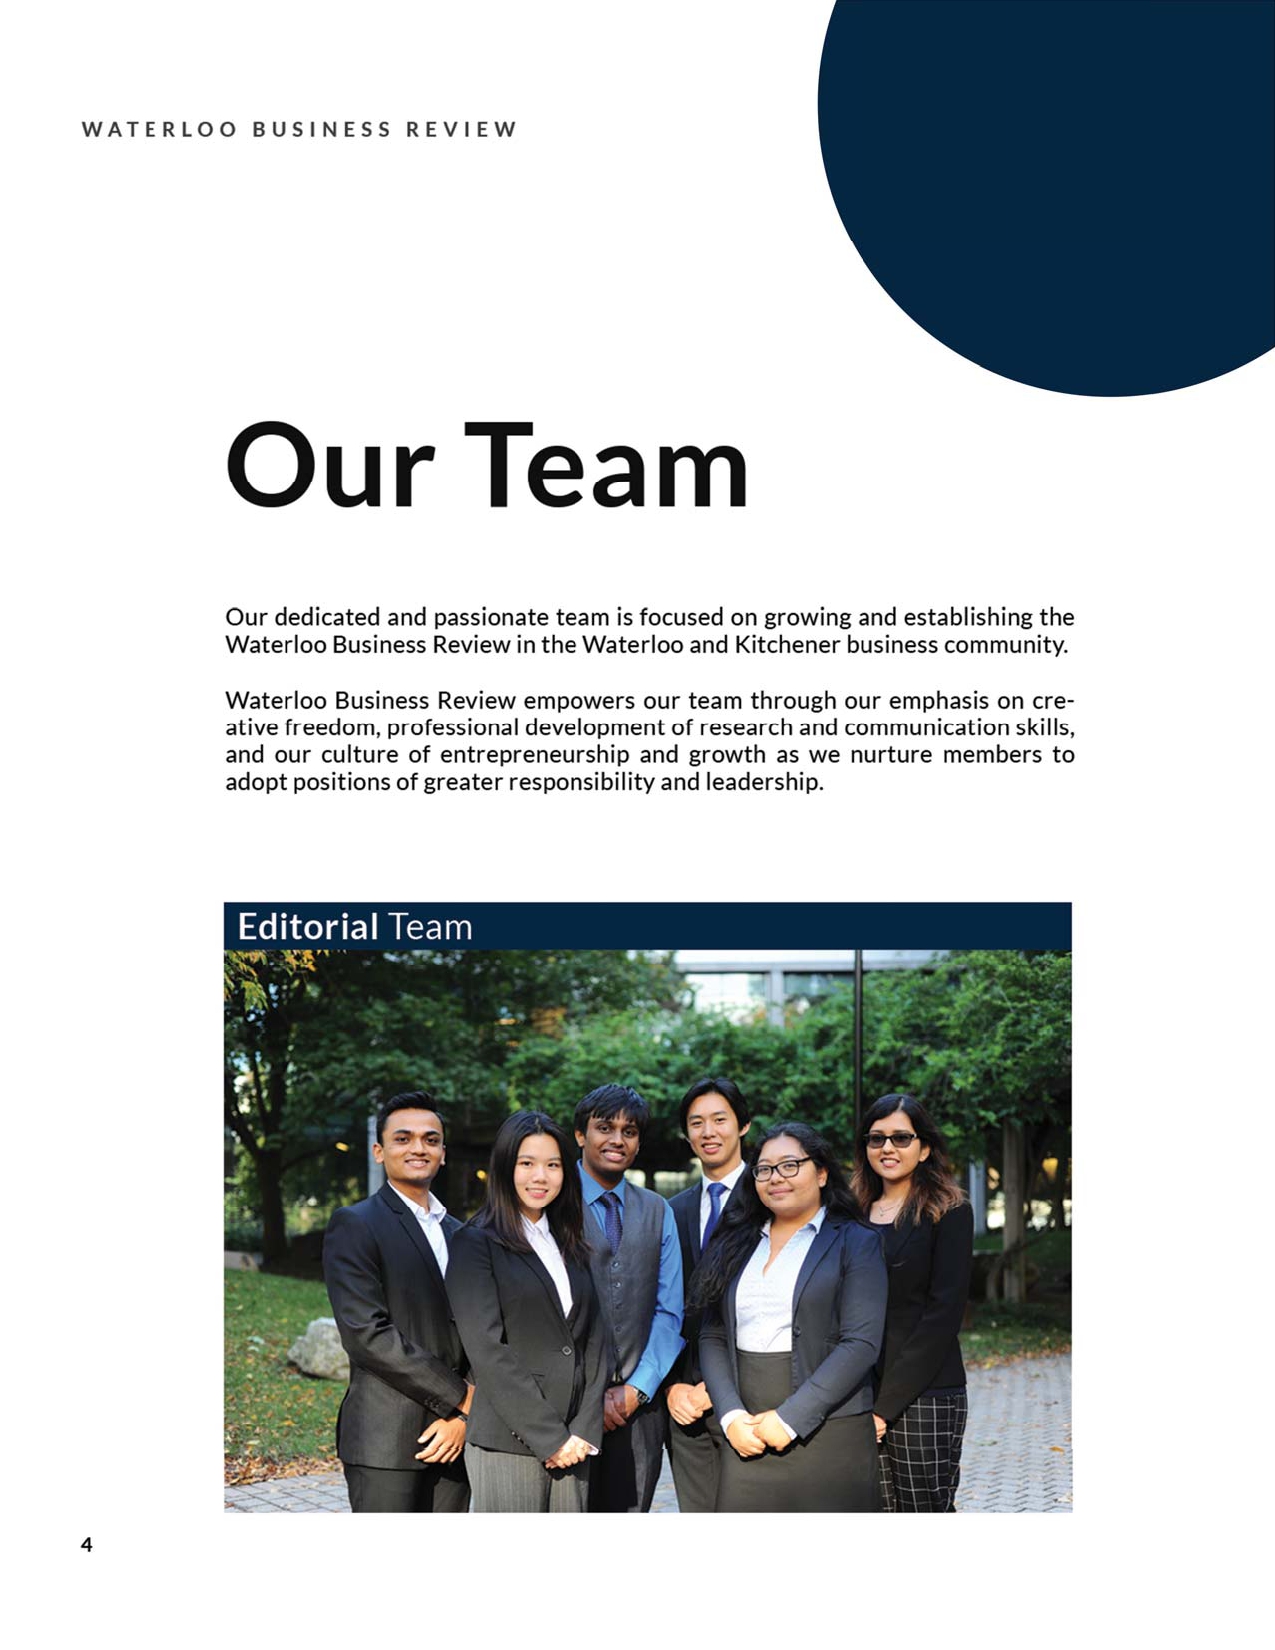 WATERLOO BUSINESS REVIEW
Our Team
Our dedicated and passionate team is focused on growing and establishing the
Waterloo Business Review in the Waterloo and Kitchener business community.
Waterloo Business Review empowers our team through our emphasis on cre-
ative freedom, professional development of research and communication skills,
and our culture of entrepreneurship and growth as we nurture members to
adopt positions of greater responsibility and leadership.
Editorial Team
4